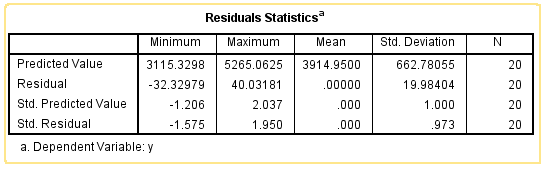 Residuals Statisticsa
Minimum Maximum Mean Std. Deviation N
Predicted Value 3115.3298 5265.0625 3914.9500 662.78055 20
Residual -32.32979 40.03181 .00000 19.98404 20
Std. Predicted Value -1.206 2.037 .000 1.000 20
Std. Residual -1.575 1.950 .000 .973 20
a. Dependent Variable: y